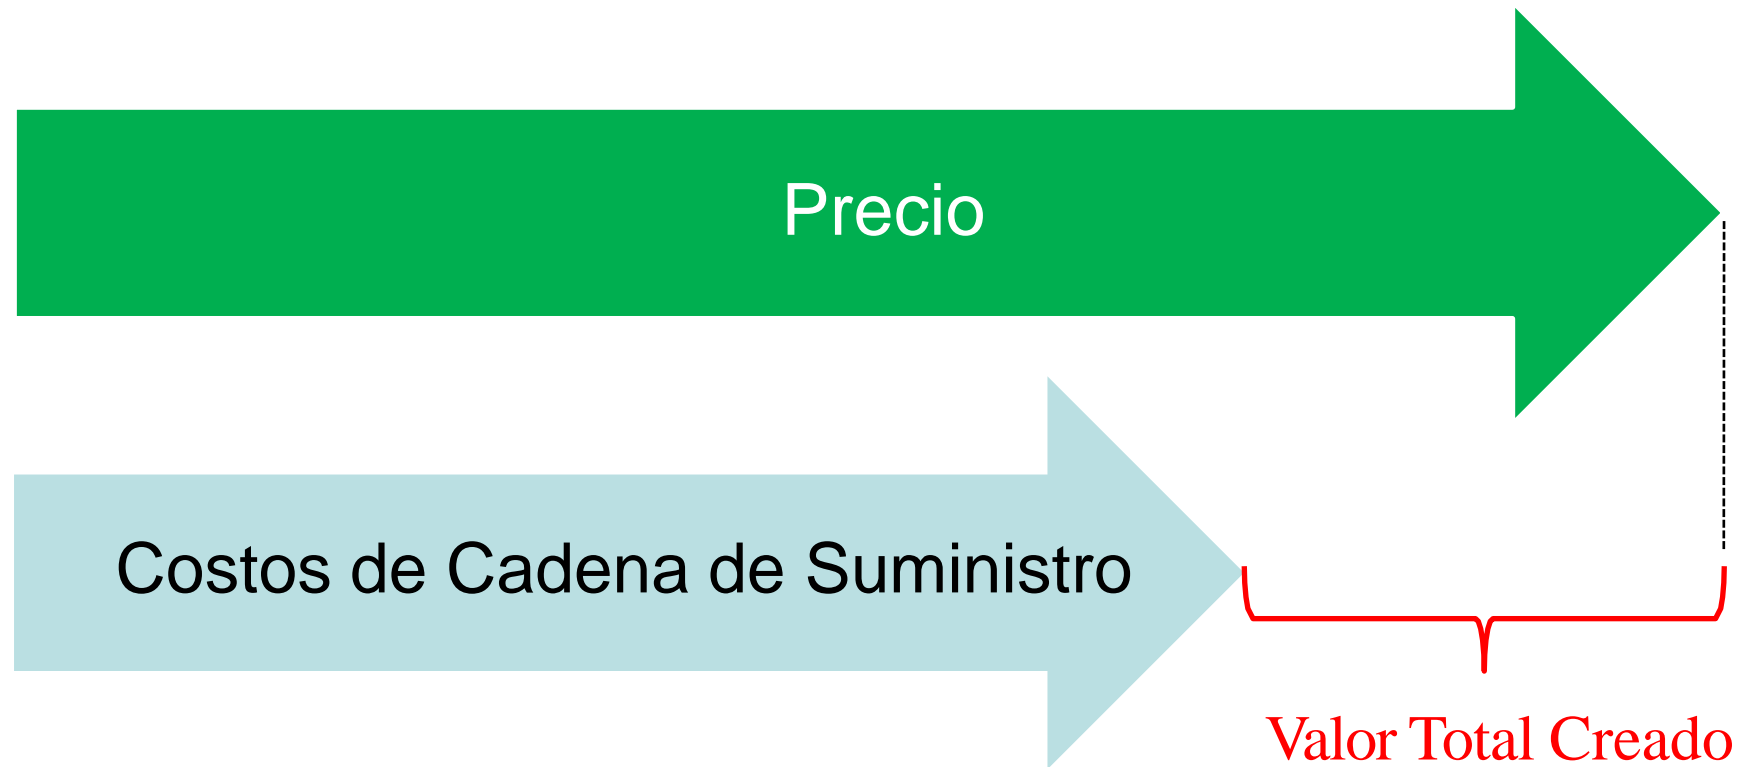 Precio
Costos de Cadena de Suministro
Valor Total Creado